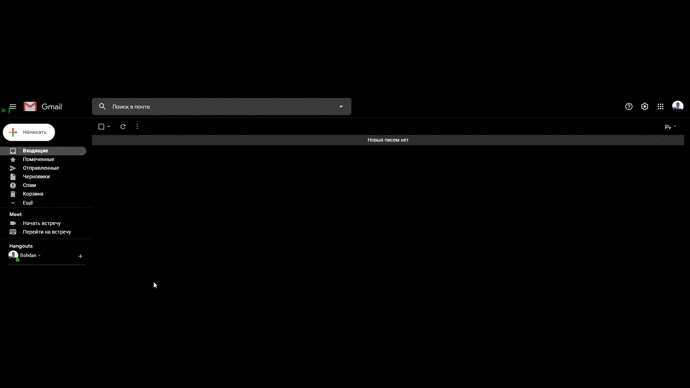 Gmail
Поиск в почте
Написать
Ру
Новых писем нет
Входящие
Помеченные
Отправленные
Черновики
Спам
Корзина
Ещё
Meet
Начать встречу
Перейти на встречу
Hangouts
Bohdan